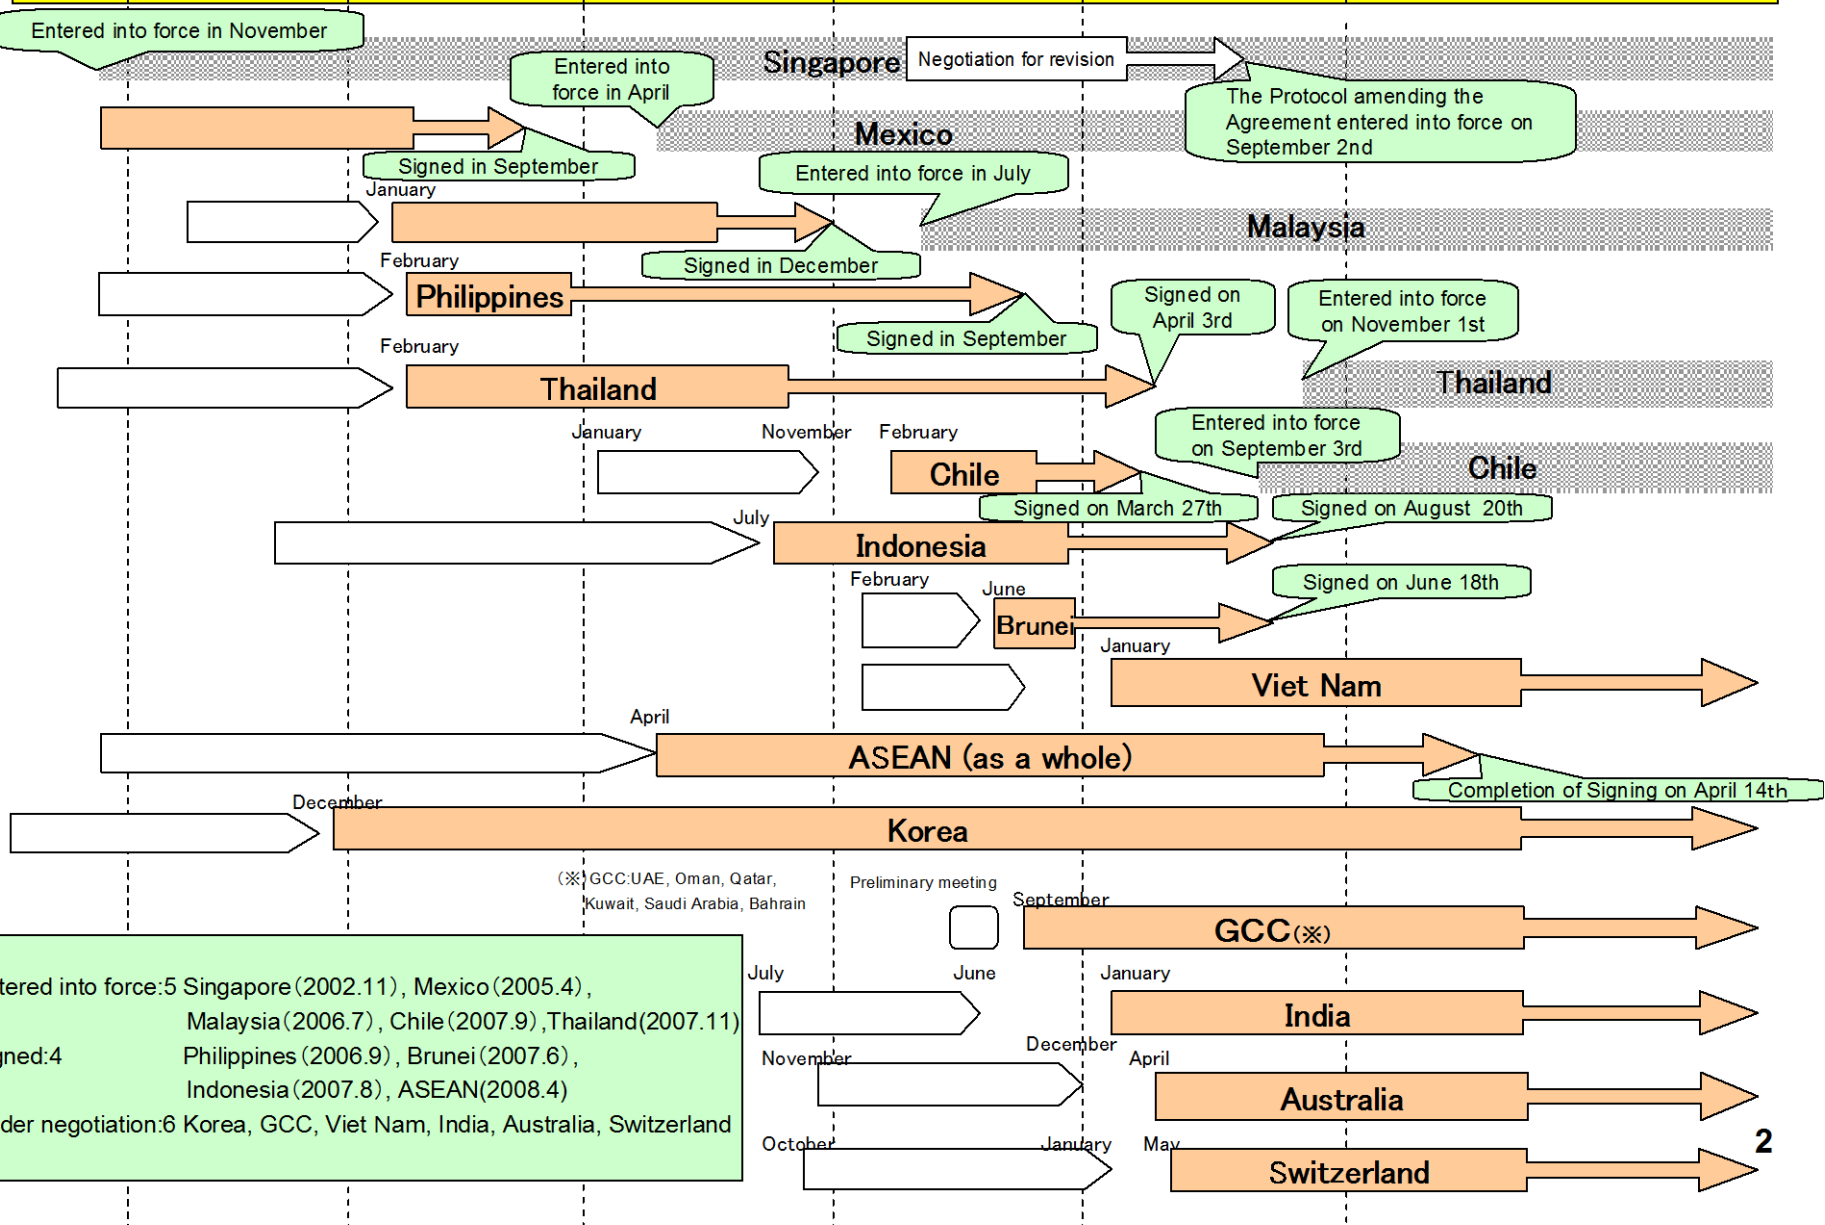 Entered into force in November
Singapore
Negotiation for revision
Entered into
force in April
The Protocol amending the
Agreement entered into force on
September 2nd
Mexico
Signed in September
Entered into force in July
January
Malaysia
Signed in December
February
Philippines
Signed in September
Signed on
April 3rd
Entered into force
on November 1st
February
Thailand
Thailand
January
November
February
Entered into force
on September 3rd
Chile
Chile
Signed on March 27th
Signed on August 20th
July
Indonesia
February
June
Signed on June 18th
Brunei
January
Viet Nam
April
ASEAN (as a whole)
Completion of Signing on April 14th
December
Korea
(※)GCC:UAE, Oman, Qatar,
Kuwait, Saudi Arabia, Bahrain
Preliminary meeting
September
GCC(※)
July
June
January
India
November
December
April
Australia
October
January
May
Switzerland
tered into force:5 Singapore(2002.11), Mexico(2005.4),
Malaysia(2006.7), Chile(2007.9),Thailand(2007.11)
gned:4 Philippines(2006.9), Brunei(2007.6),
Indonesia(2007.8), ASEAN(2008.4)
der negotiation:6 Korea, GCC, Viet Nam, India, Australia, Switzerland
2